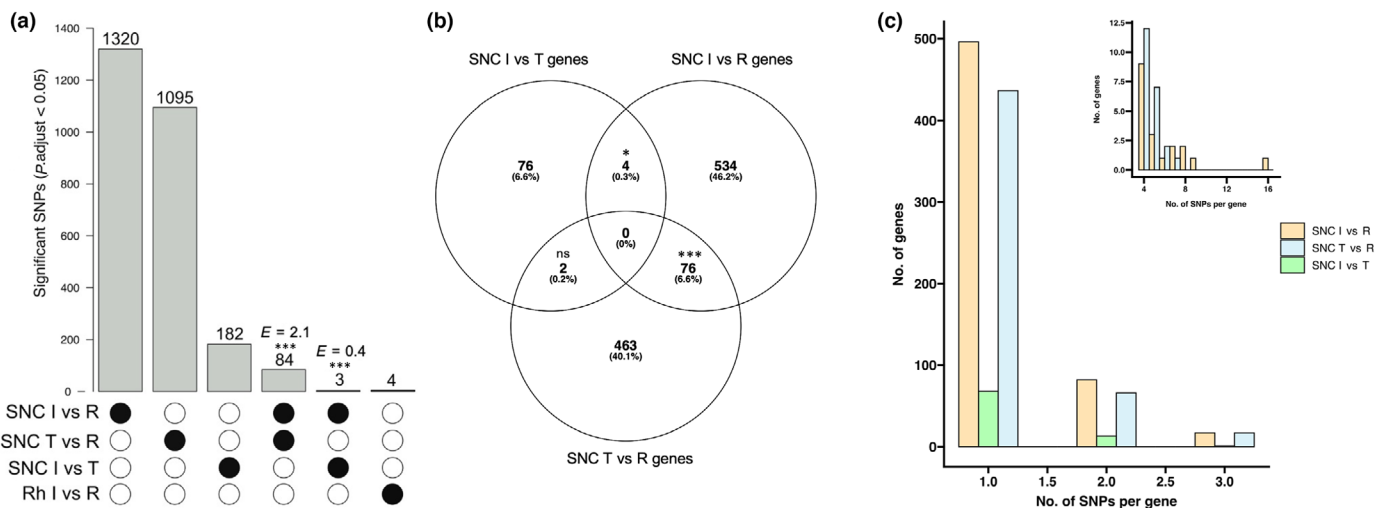 (a)
Significant SNPs (P.adjust < 0.05)
1400
1200
1000
800
600
400
200
0
1320
1095
182
E = 2.1
***
84
E = 0.4
***
3
4
SNC I vs R
SNC T vs R
SNC I vs T
Rh I vs R
(b)
SNC I vs T genes
SNC I vs R genes
76
(6.6%)
*
4
(0.3%)
534
(46.2%)
0
(0%)
ns
2
(0.2%)
***
76
(6.6%)
463
(40.1%)
SNC T vs R genes
(c)
No. of genes
500
400
300
200
100
0
1.0 1.5 2.0 2.5 3.0
No. of SNPs per gene
No. of genes
12.5
10.0
7.5
5.0
2.5
0.0
4 8 12 16
No. of SNPs per gene
SNC I vs R
SNC T vs R
SNC I vs T